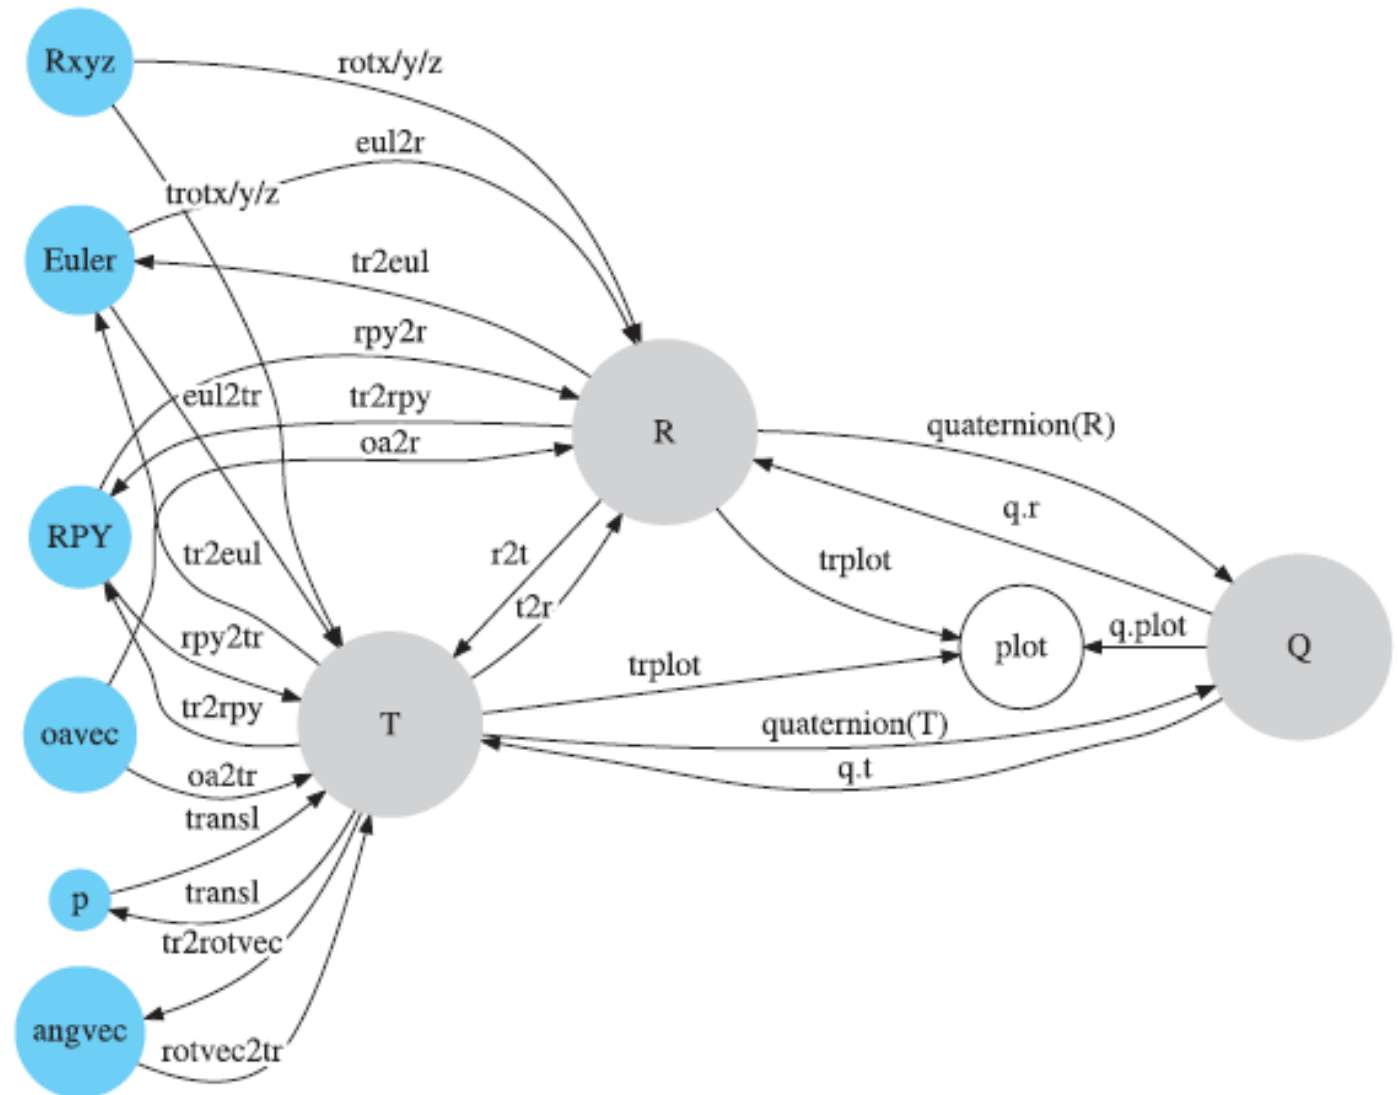 Rxyz
rotx/y/z
eul2r
trotx/y/z
Euler
tr2eul
rpy2r
eul2tr
tr2rpy
oa2r
R
quaternion(R)
q.r
RPY
tr2eul
r2t
trplot
t2r
rpy2tr
plot
q.plot
Q
trplot
tr2rpy
oavec
T
quaternion(T)
q.t
oa2tr
transl
p
transl
tr2rotvec
angvec
rotvec2tr